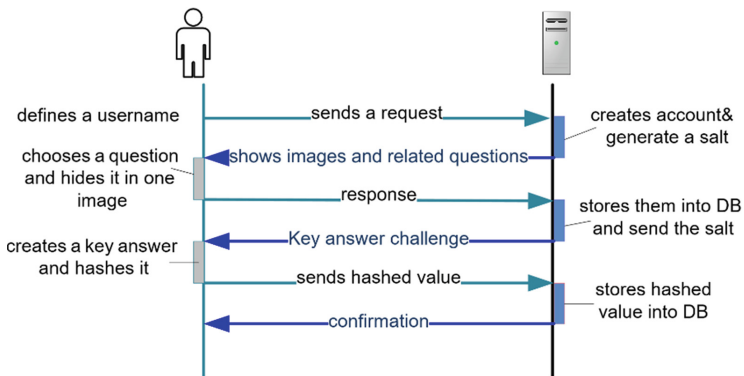 defines a username
sends a request
creates account&
generate a salt
shows images and related questions
chooses a question
and hides it in one
image
response
stores them into DB
and send the salt
Key answer challenge
creates a key answer
and hashes it
sends hashed value
stores hashed
value into DB
confirmation